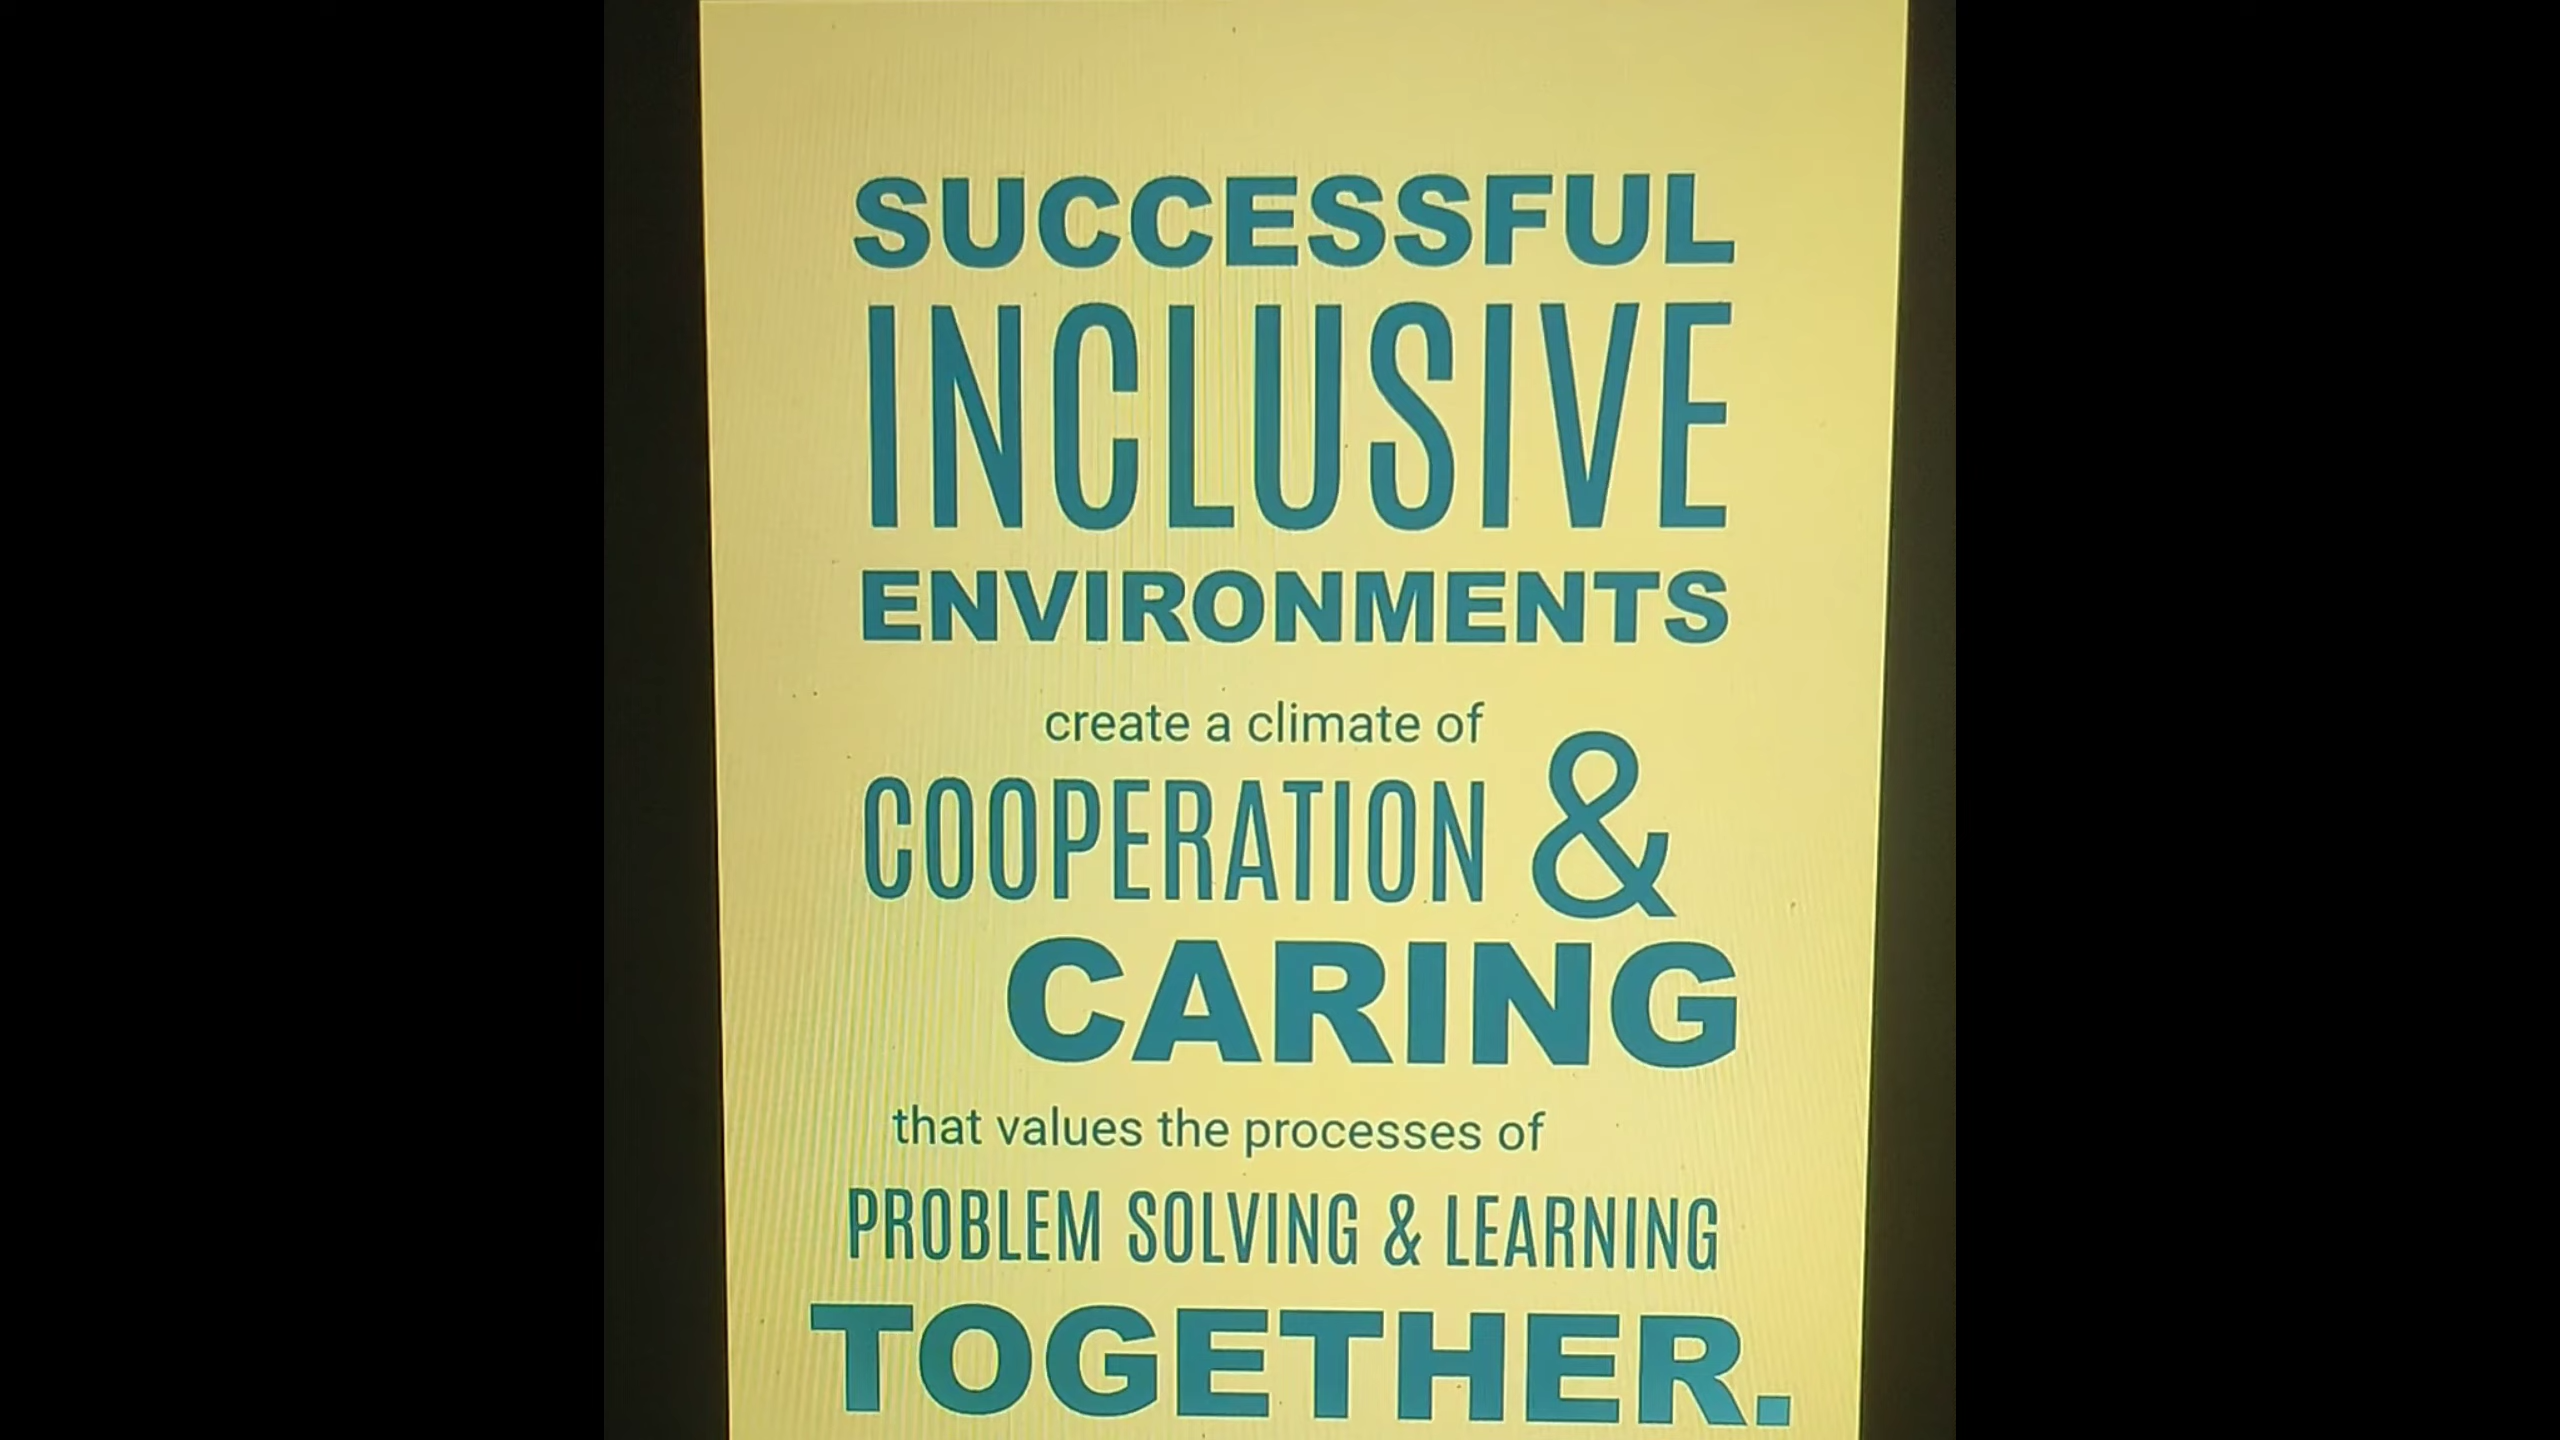 SUCCESSFUL
INCLUSIVE
ENVIRONMENTS
create a climate of
COOPERATION &
CARING
that values the processes of
PROBLEM SOLVING & LEARNING
TOGETHER.